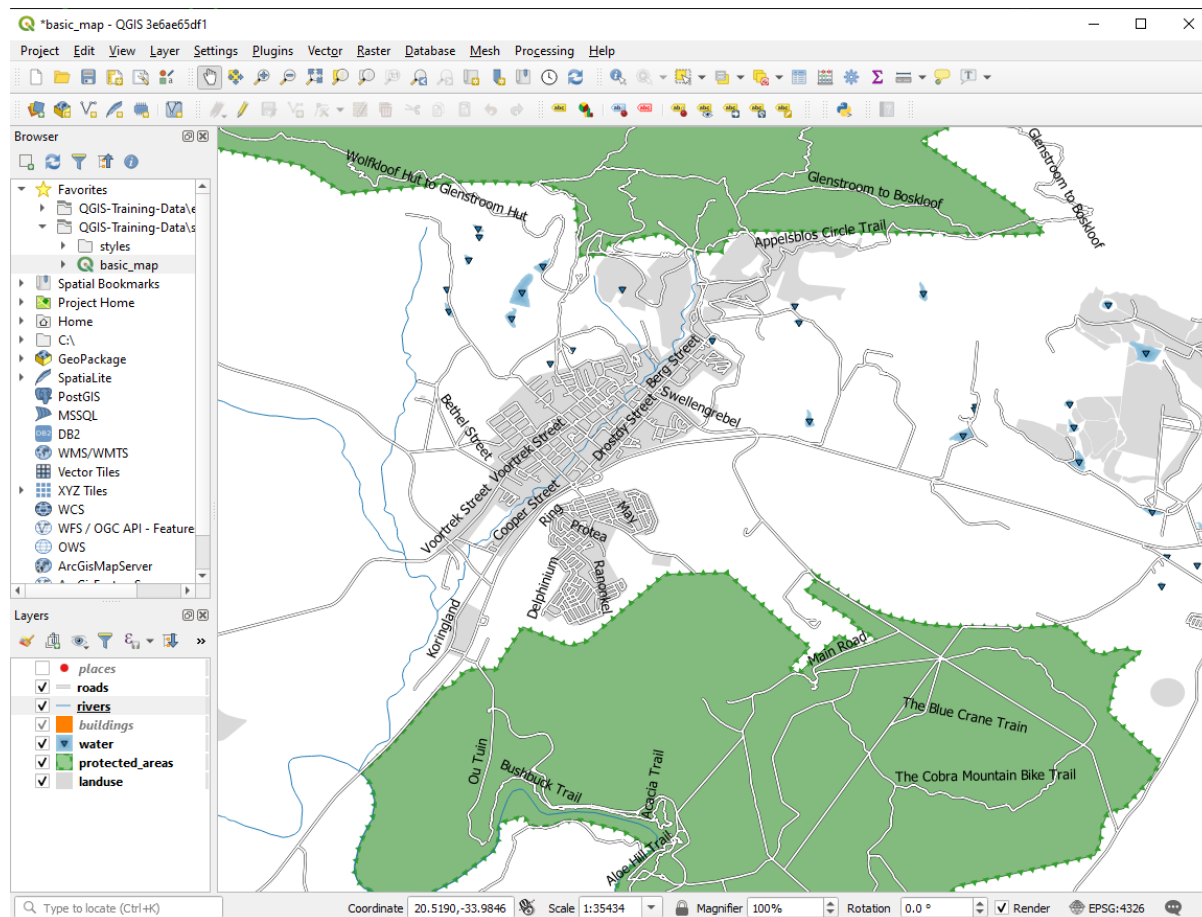 *basic_map - QGIS 3e6ae65df1
Project Edit View Layer Settings Plugins Vector Raster Database Mesh Processing Help
Browser
Favorites
QGIS-Training-Data\e
QGIS-Training-Data\s
styles
basic_map
Spatial Bookmarks
Project Home
Home
C:\
GeoPackage
SpatiaLite
PostGIS
MSSQL
DB2
WMS/WMTS
Vector Tiles
XYZ Tiles
WCS
WFS / OGC API - Feature
OWS
ArcGisMapServer
Layers
places
roads
rivers
buildings
water
protected_areas
landuse
Wolfkloof Hut to Glenstroom Hut
Glenstroom to Boskloof
Glenstroom to Boskloof
Appelsblos Circle Trail
Berg Street
Swellengrebel
Bethel Street
Drostdy Street
Voortrek Street
Voortrek Street
Cooper Street
Ring
May
Protea
Delphinium
Ranonkel
Koringland
Main Road
The Blue Crane Train
The Cobra Mountain Bike Trail
Ou Tuin
Bushbuck Trail
Acacia Trail
Aloe Hill Trail
Type to locate (Ctrl+K) Coordinate 20.5190,-33.9846 Scale 1:35434 Magnifier 100% Rotation 0.0 ° Render EPSG:4326